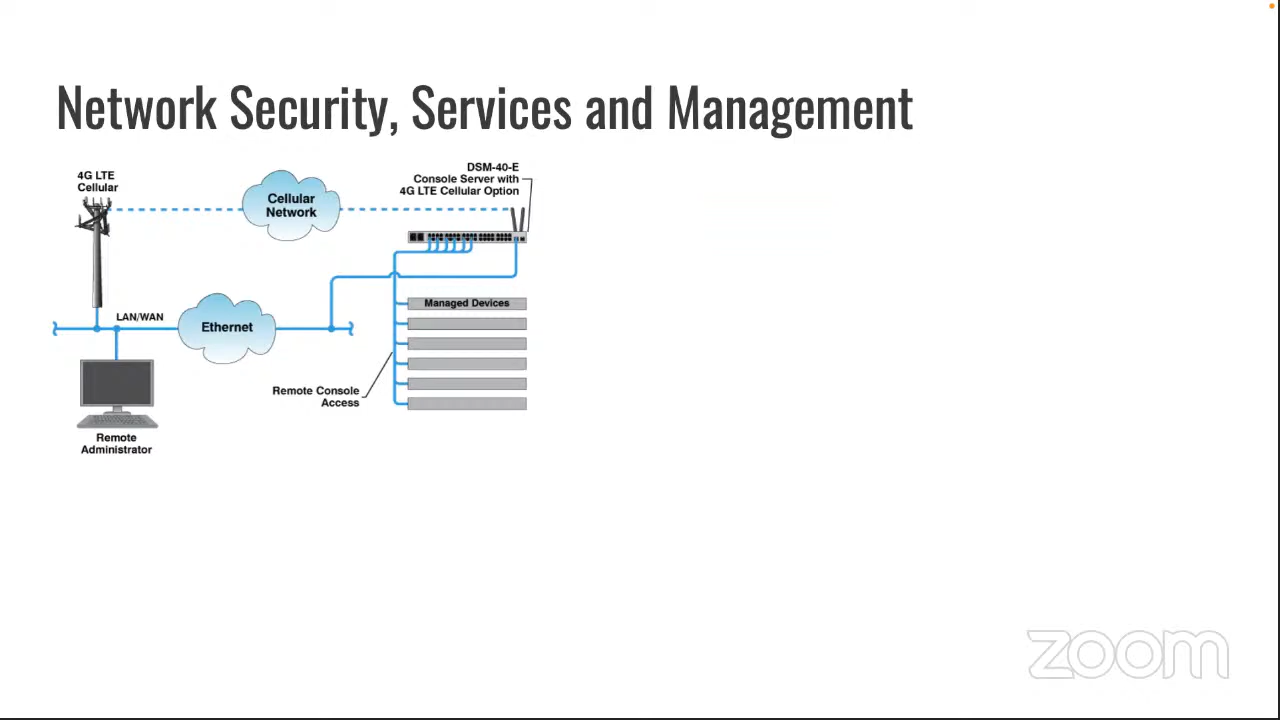 Network Security, Services and Management
4G LTE
Cellular
Cellular
Network
DSM-40-E
Console Server with
4G LTE Cellular Option
LAN/WAN
Ethernet
Managed Devices
Remote Console
Access
Remote
Administrator
zoom